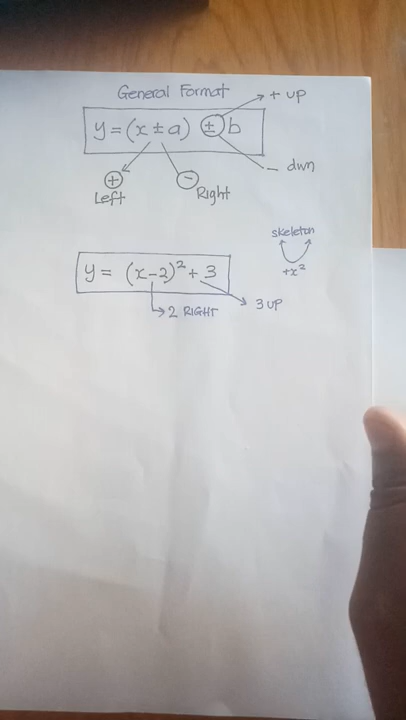 General Format
+ up
y = (x ± a) ± b
- dwn
+ -
Left Right
skeleton
+x²
y = (x-2)² + 3
2 RIGHT 3 UP